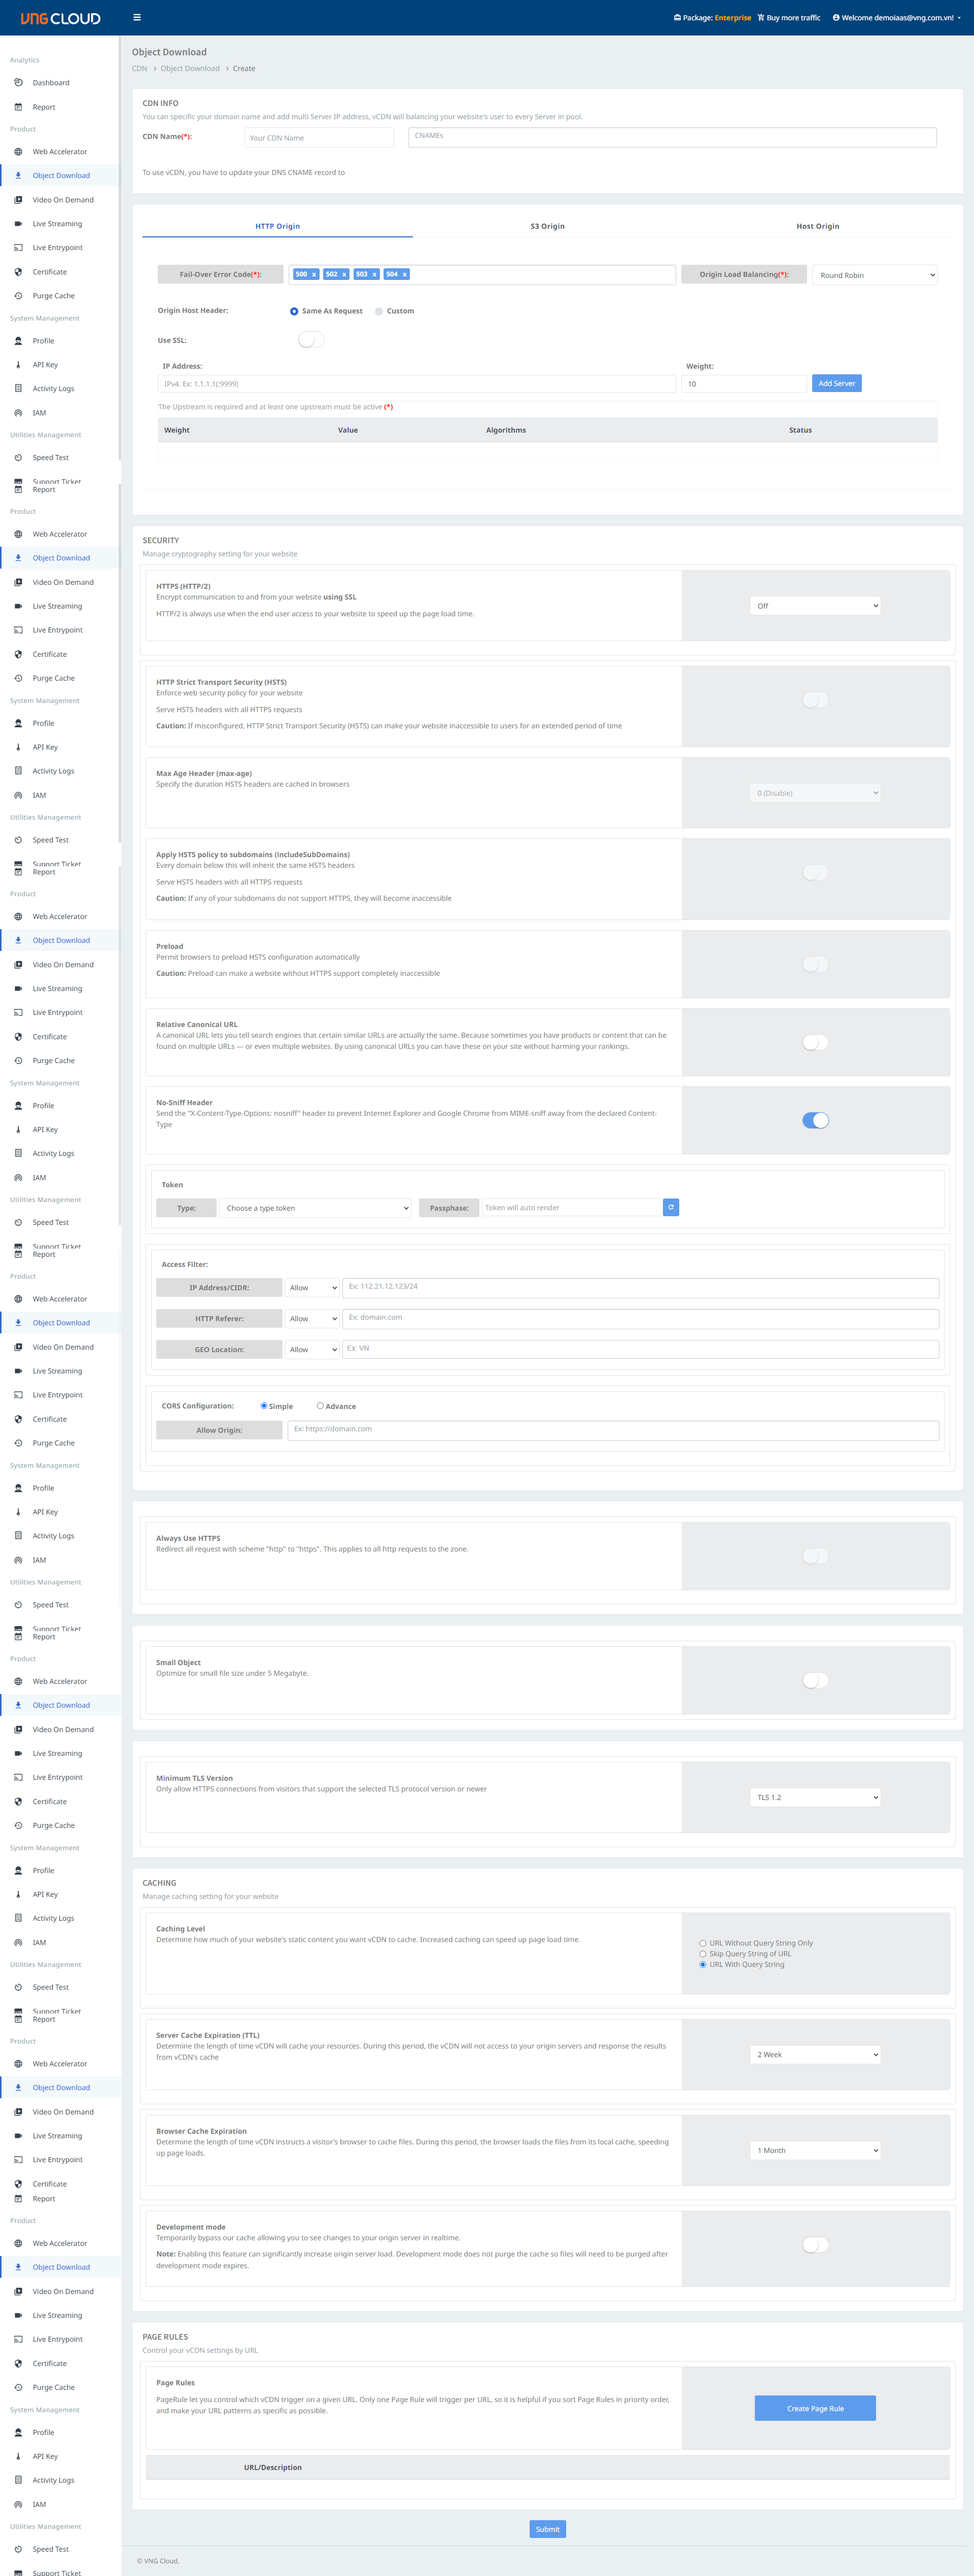 VNG CLOUD
Package: Enterprise Buy more traffic Welcome demoiaas@vng.com.vn!
Analytics
Dashboard
Report
Product
Web Accelerator
Object Download
Video On Demand
Live Streaming
Live Entrypoint
Certificate
Purge Cache
System Management
Profile
API Key
Activity Logs
IAM
Utilities Management
Speed Test
Support Ticket
Report
Product
Web Accelerator
Object Download
Video On Demand
Live Streaming
Live Entrypoint
Certificate
Purge Cache
System Management
Profile
API Key
Activity Logs
IAM
Utilities Management
Speed Test
Support Ticket
Report
Product
Web Accelerator
Object Download
Video On Demand
Live Streaming
Live Entrypoint
Certificate
Purge Cache
System Management
Profile
API Key
Activity Logs
IAM
Utilities Management
Speed Test
Support Ticket
Report
Product
Web Accelerator
Object Download
Video On Demand
Live Streaming
Live Entrypoint
Certificate
Purge Cache
System Management
Profile
API Key
Activity Logs
IAM
Utilities Management
Speed Test
Support Ticket
Report
Product
Web Accelerator
Object Download
Video On Demand
Live Streaming
Live Entrypoint
Certificate
Purge Cache
System Management
Profile
API Key
Activity Logs
IAM
Utilities Management
Speed Test
Support Ticket
Report
Product
Web Accelerator
Object Download
Video On Demand
Live Streaming
Live Entrypoint
Certificate
Report
Product
Web Accelerator
Object Download
Video On Demand
Live Streaming
Live Entrypoint
Certificate
Purge Cache
System Management
Profile
API Key
Activity Logs
IAM
Utilities Management
Speed Test
Support Ticket
Object Download
CDN > Object Download > Create
CDN INFO
You can specific your domain name and add multi Server IP address, vCDN will balancing your website's user to every Server in pool.
CDN Name(*): Your CDN Name CNAMEs
To use vCDN, you have to update your DNS CNAME record to
HTTP Origin S3 Origin Host Origin
Fail-Over Error Code(*): 500 x 502 x 503 x 504 x Origin Load Balancing(*): Round Robin
Origin Host Header: Same As Request Custom
Use SSL:
IP Address: Weight:
IPv4. Ex: 1.1.1.1(:9999) 10 Add Server
The Upstream is required and at least one upstream must be active (*)
Weight Value Algorithms Status
SECURITY
Manage cryptography setting for your website
HTTPS (HTTP/2)
Encrypt communication to and from your website using SSL
HTTP/2 is always use when the end user access to your website to speed up the page load time.
Off
HTTP Strict Transport Security (HSTS)
Enforce web security policy for your website
Serve HSTS headers with all HTTPS requests
Caution: If misconfigured, HTTP Strict Transport Security (HSTS) can make your website inaccessible to users for an extended period of time
Max Age Header (max-age)
Specify the duration HSTS headers are cached in browsers
0 (Disable)
Apply HSTS policy to subdomains (includeSubDomains)
Every domain below this will inherit the same HSTS headers
Serve HSTS headers with all HTTPS requests
Caution: If any of your subdomains do not support HTTPS, they will become inaccessible
Preload
Permit browsers to preload HSTS configuration automatically
Caution: Preload can make a website without HTTPS support completely inaccessible
Relative Canonical URL
A canonical URL lets you tell search engines that certain similar URLs are actually the same. Because sometimes you have products or content that can be
found on multiple URLs — or even multiple websites. By using canonical URLs you can have these on your site without harming your rankings.
No-Sniff Header
Send the "X-Content-Type-Options: nosniff" header to prevent Internet Explorer and Google Chrome from MIME-sniff away from the declared Content-
Type
Token
Type: Choose a type token Passphase: Token will auto render
Access Filter:
IP Address/CIDR: Allow Ex: 112.21.12.123/24
HTTP Referer: Allow Ex: domain.com
GEO Location: Allow Ex: VN
CORS Configuration: Simple Advance
Allow Origin: Ex: https://domain.com
Always Use HTTPS
Redirect all request with scheme "http" to "https". This applies to all http requests to the zone.
Small Object
Optimize for small file size under 5 Megabyte.
Minimum TLS Version
Only allow HTTPS connections from visitors that support the selected TLS protocol version or newer
TLS 1.2
CACHING
Manage caching setting for your website
Caching Level
Determine how much of your website's static content you want vCDN to cache. Increased caching can speed up page load time.
URL Without Query String Only
Skip Query String of URL
URL With Query String
Server Cache Expiration (TTL)
Determine the length of time vCDN will cache your resources. During this period, the vCDN will not access to your origin servers and response the results
from vCDN's cache
2 Week
Browser Cache Expiration
Determine the length of time vCDN instructs a visitor's browser to cache files. During this period, the browser loads the files from its local cache, speeding
up page loads.
1 Month
Development mode
Temporarily bypass our cache allowing you to see changes to your origin server in realtime.
Note: Enabling this feature can significantly increase origin server load. Development mode does not purge the cache so files will need to be purged after
development mode expires.
PAGE RULES
Control your vCDN settings by URL
Page Rules
PageRule let you control which vCDN trigger on a given URL. Only one Page Rule will trigger per URL, so it is helpful if you sort Page Rules in priority order,
and make your URL patterns as specific as possible.
Create Page Rule
URL/Description
Submit
© VNG Cloud.